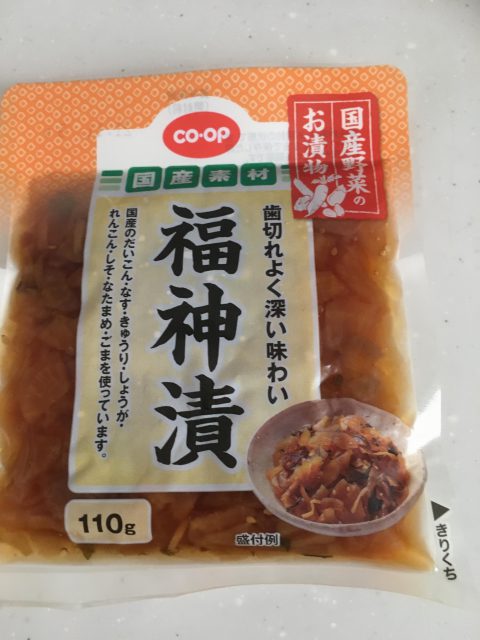 co·op
国産野菜の
お漬物
国産素材
歯切れよく深い味わい
福神漬
国産のだいこん・なす・きゅうり・しょうが・
れんこん・しそ・なたまめ・ごまを使っています。
110g
盛付例
きりくち